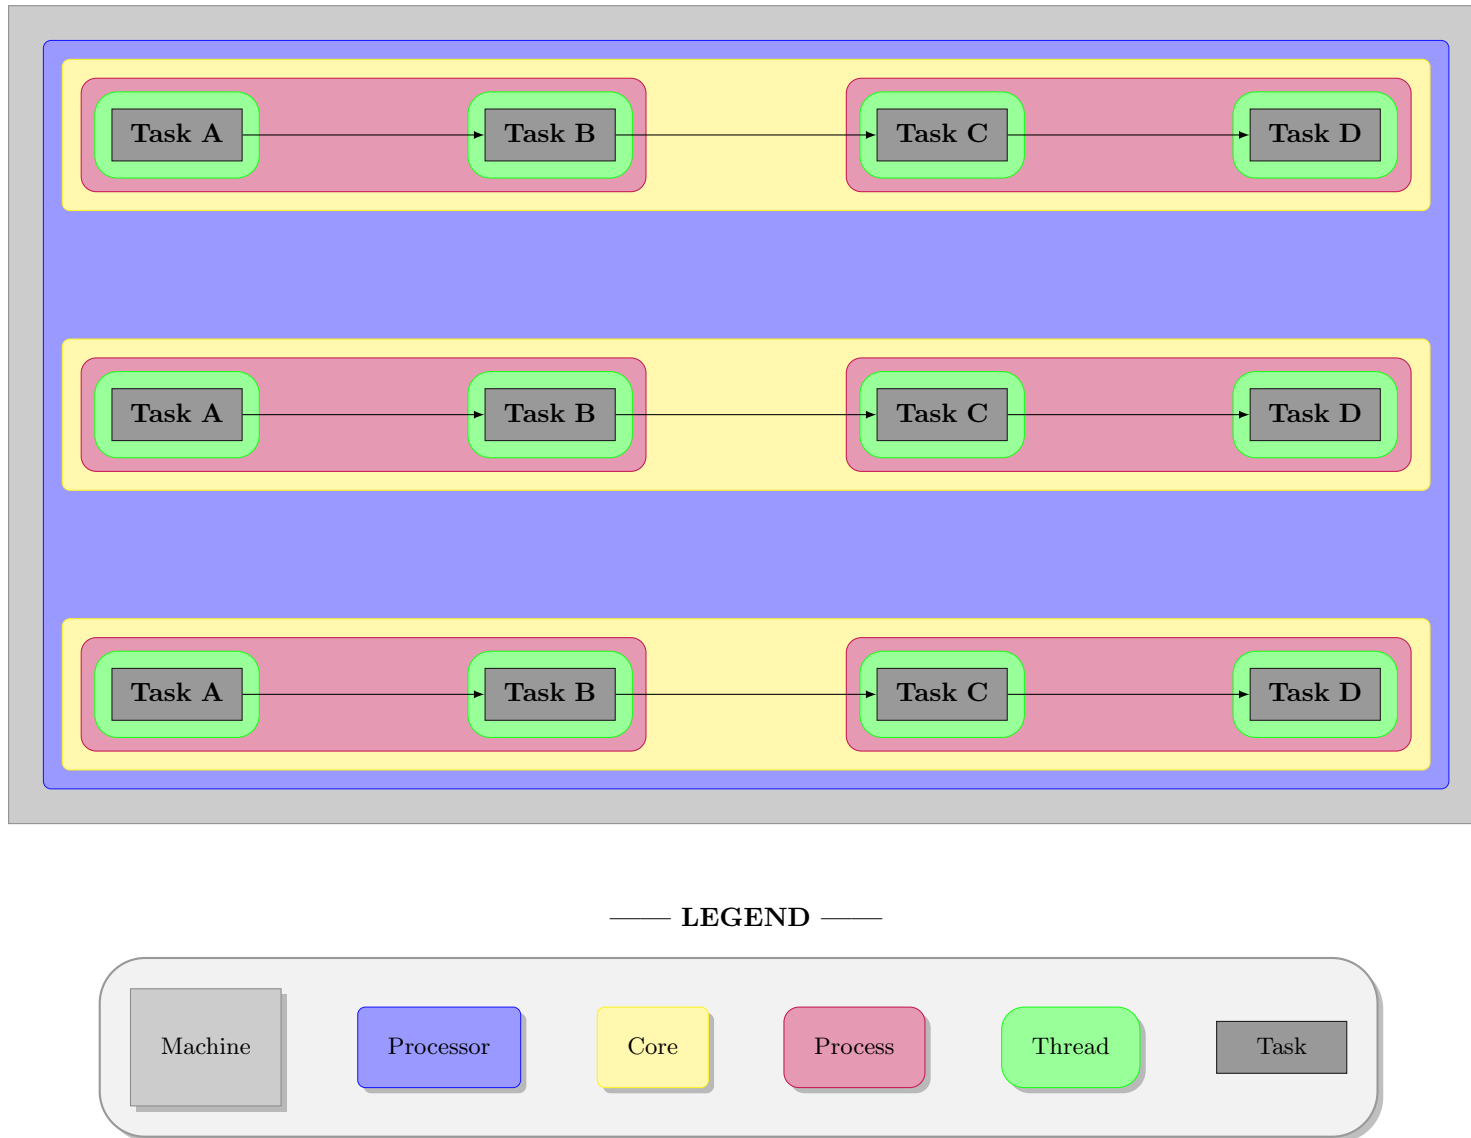 Task A Task B Task C Task D
Task A Task B Task C Task D
Task A Task B Task C Task D
LEGEND
Machine Processor Core Process Thread Task